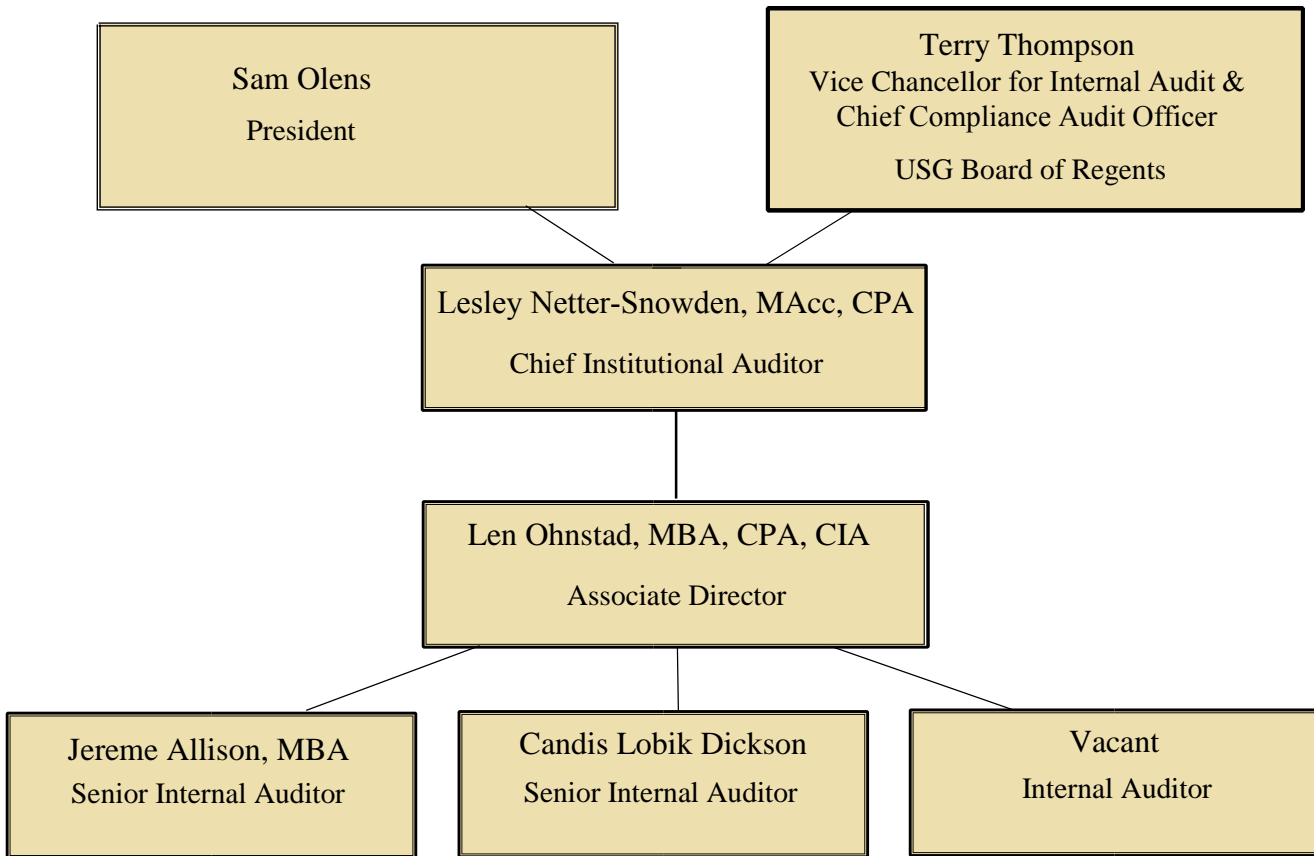 Sam Olens
President
Terry Thompson
Vice Chancellor for Internal Audit &
Chief Compliance Audit Officer
USG Board of Regents
Lesley Netter-Snowden, MAcc, CPA
Chief Institutional Auditor
Len Ohnstad, MBA, CPA, CIA
Associate Director
Jereme Allison, MBA
Senior Internal Auditor
Candis Lobik Dickson
Senior Internal Auditor
Vacant
Internal Auditor